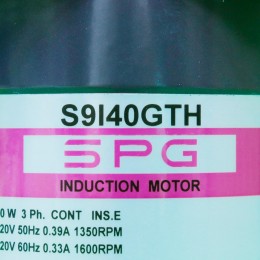 S9I40GTH
SPG
INDUCTION MOTOR
0 W 3 Ph. CONT INS.E
20V 50Hz 0.39A 1350RPM
20V 60Hz 0.33A 1600RPM